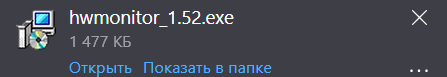 hwmonitor_1.52.exe
1 477 КБ
Открыть Показать в папке